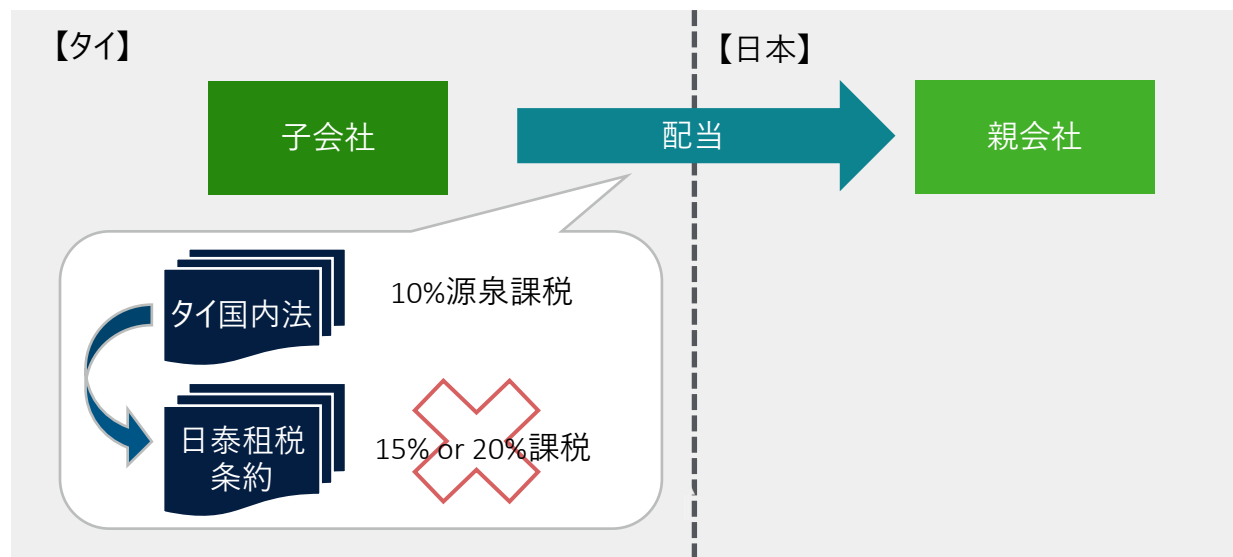 【タイ】
【日本】
子会社
配当
親会社
タイ国内法
10%源泉課税
日泰租税
条約
15% or 20%課税